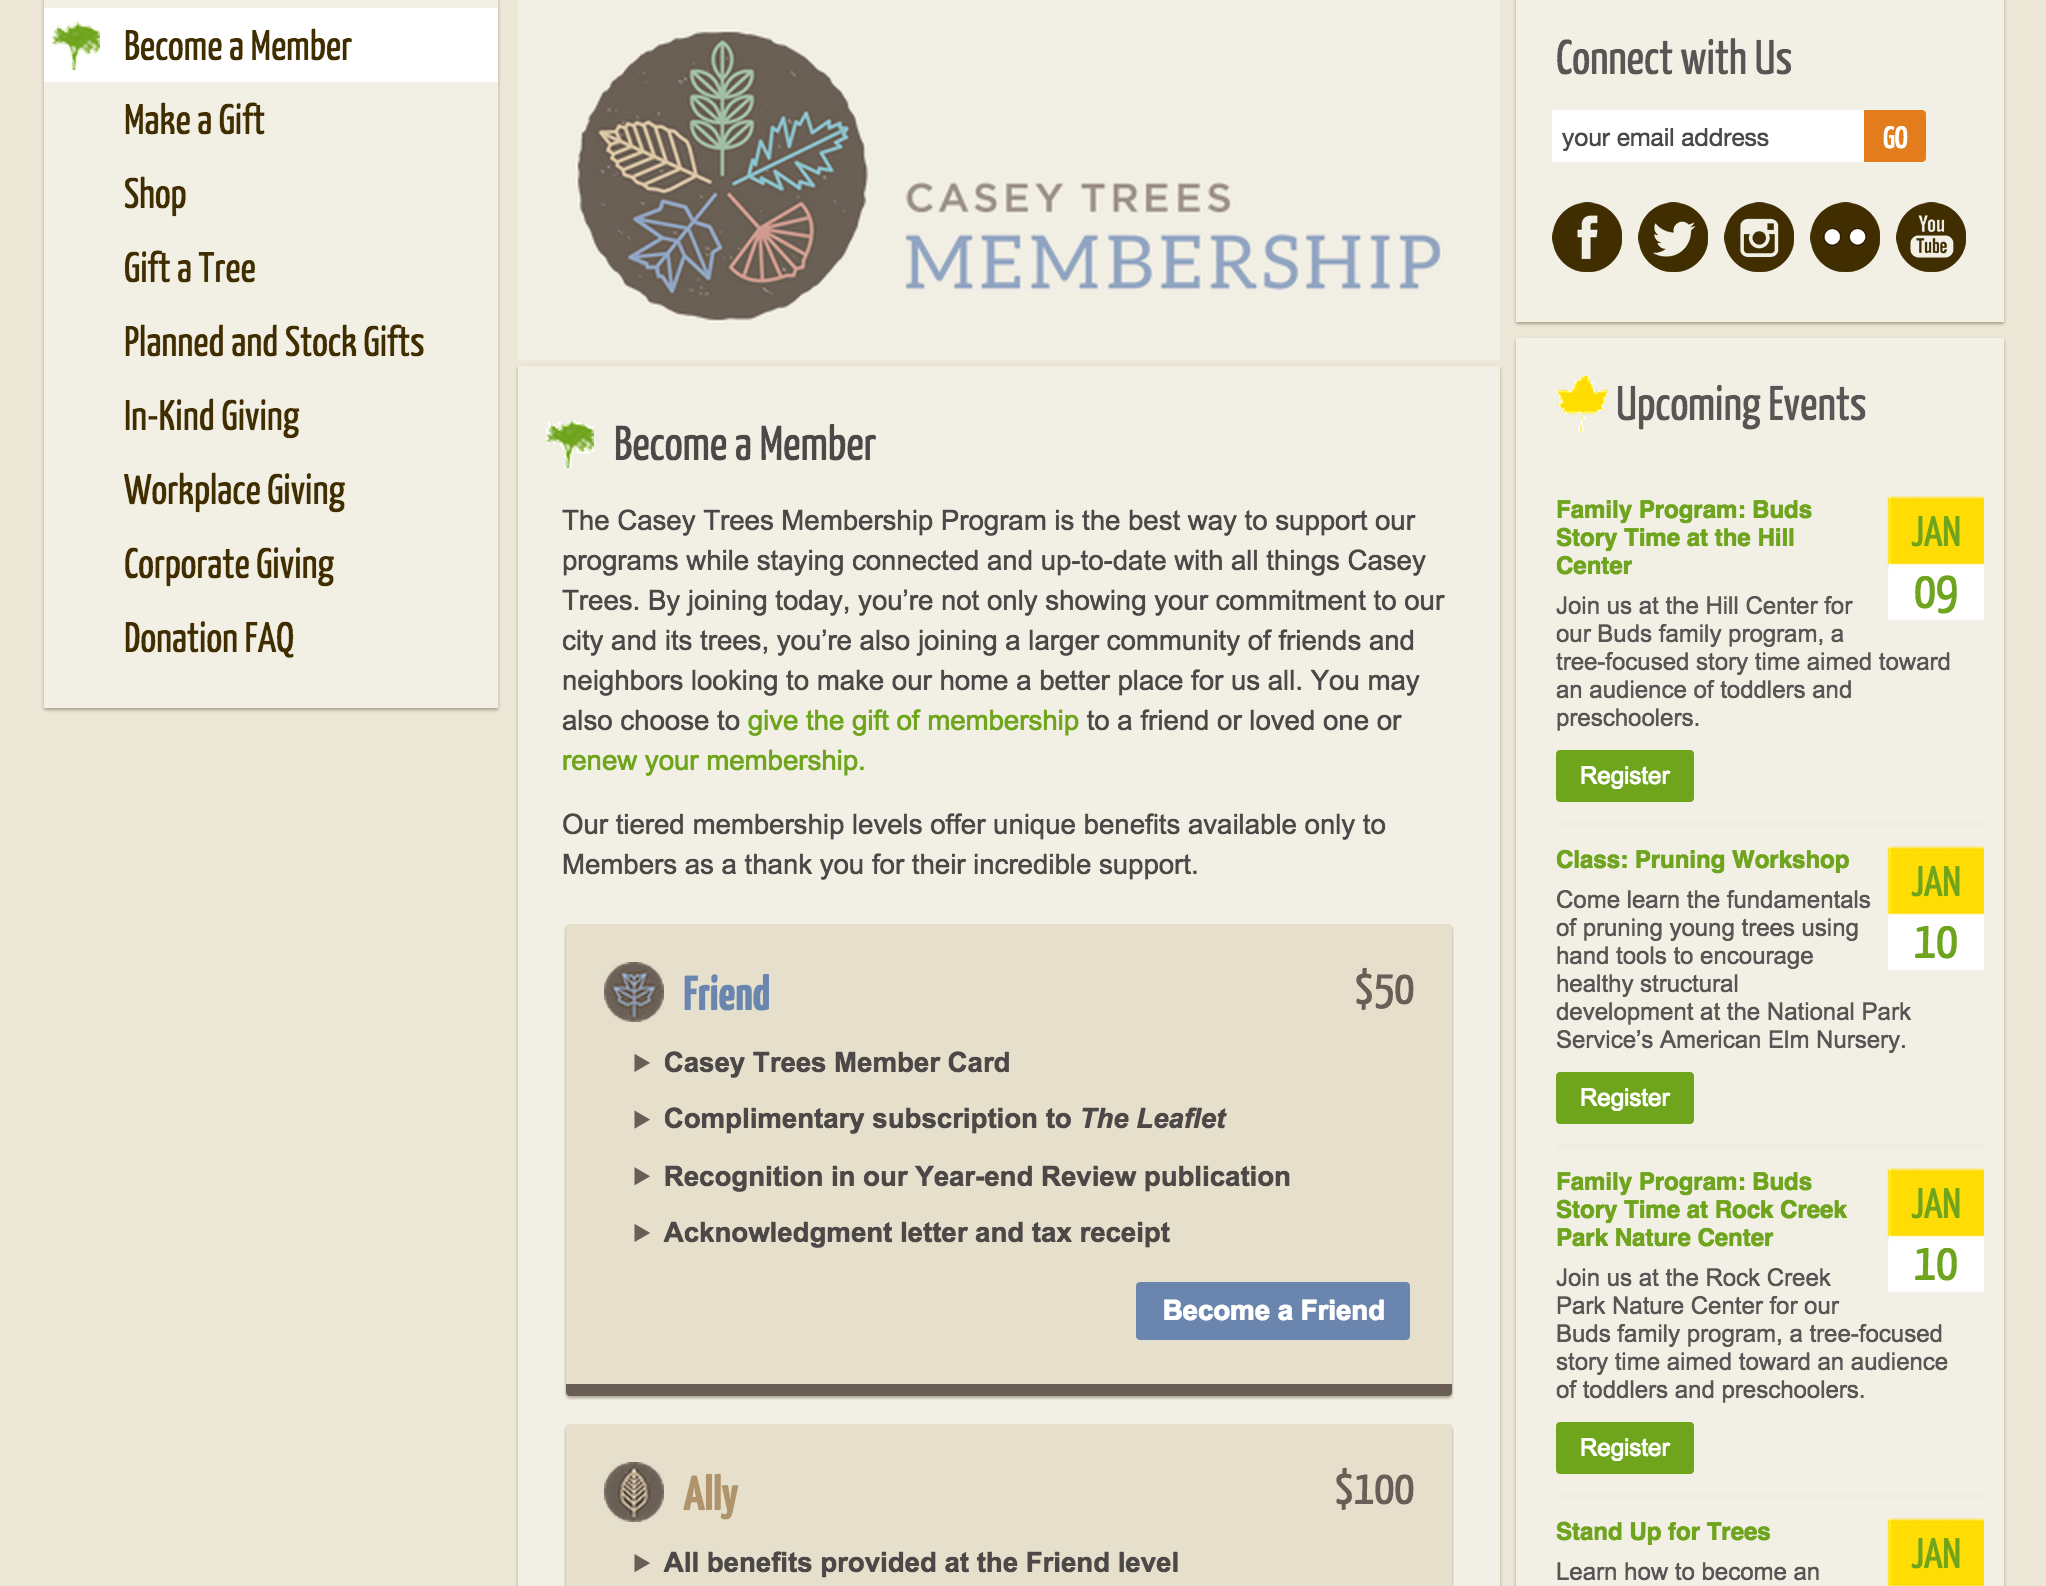 Become a Member
Make a Gift
Shop
Gift a Tree
Planned and Stock Gifts
In-Kind Giving
Workplace Giving
Corporate Giving
Donation FAQ
CASEY TREES
MEMBERSHIP
Become a Member
The Casey Trees Membership Program is the best way to support our
programs while staying connected and up-to-date with all things Casey
Trees. By joining today, you’re not only showing your commitment to our
city and its trees, you’re also joining a larger community of friends and
neighbors looking to make our home a better place for us all. You may
also choose to give the gift of membership to a friend or loved one or
renew your membership.
Our tiered membership levels offer unique benefits available only to
Members as a thank you for their incredible support.
Friend
$50
Casey Trees Member Card
Complimentary subscription to The Leaflet
Recognition in our Year-end Review publication
Acknowledgment letter and tax receipt
Become a Friend
Ally
$100
All benefits provided at the Friend level
Connect with Us
your email address GO
You
Tube
Upcoming Events
Family Program: Buds
Story Time at the Hill
Center
JAN
09
Join us at the Hill Center for
our Buds family program, a
tree-focused story time aimed toward
an audience of toddlers and
preschoolers.
Register
Class: Pruning Workshop
JAN
10
Come learn the fundamentals
of pruning young trees using
hand tools to encourage
healthy structural
development at the National Park
Service’s American Elm Nursery.
Register
Family Program: Buds
Story Time at Rock Creek
Park Nature Center
JAN
10
Join us at the Rock Creek
Park Nature Center for our
Buds family program, a tree-focused
story time aimed toward an audience
of toddlers and preschoolers.
Register
Stand Up for Trees
JAN
Learn how to become an